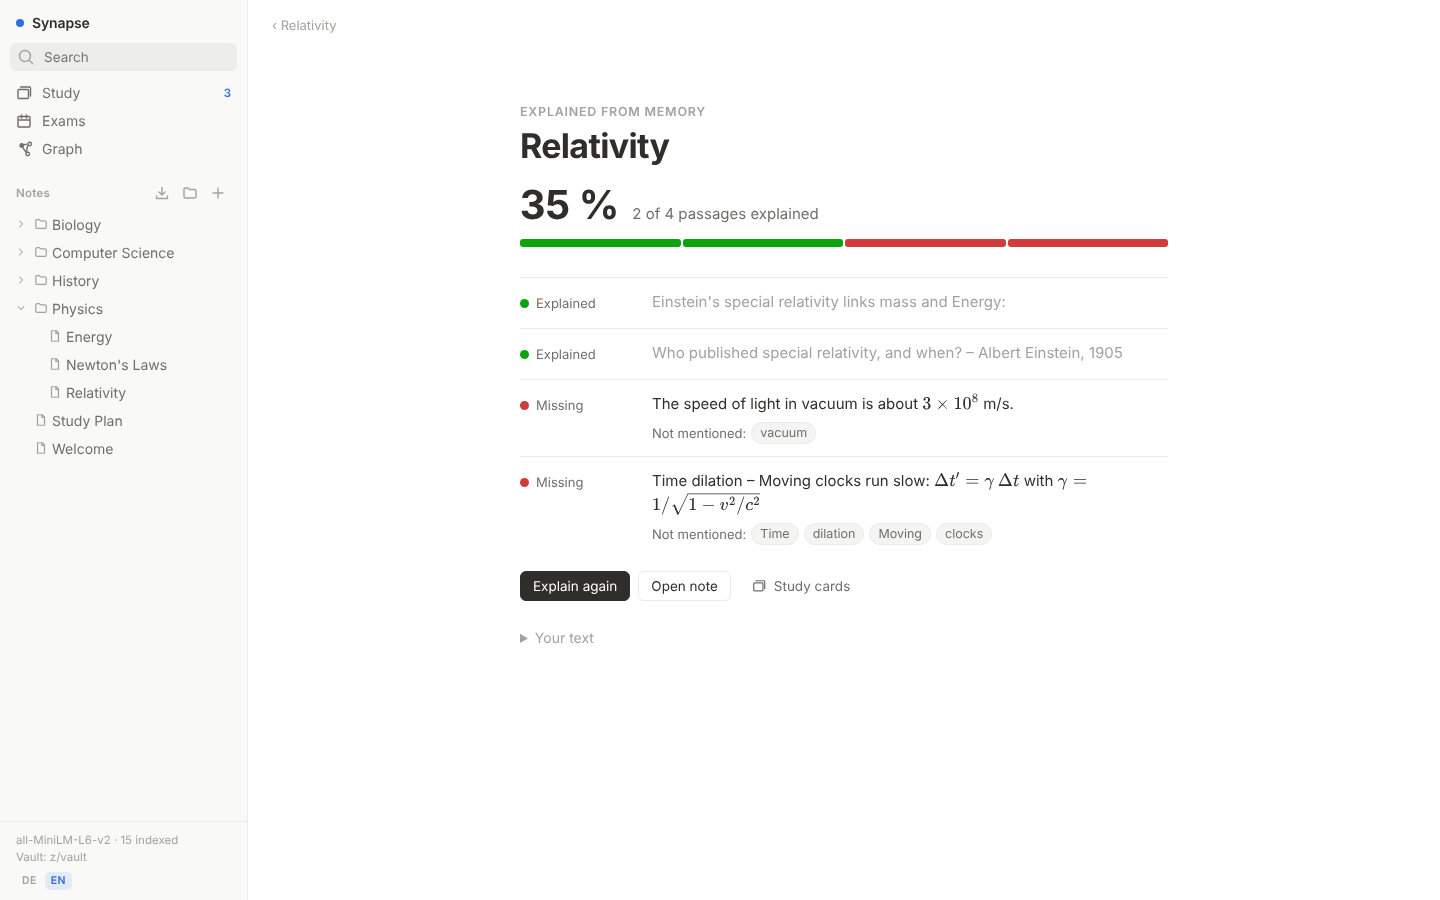 Synapse
Search
Study 3
Exams
Graph
Notes
Biology
Computer Science
History
Physics
Energy
Newton's Laws
Relativity
Study Plan
Welcome
all-MiniLM-L6-v2 · 15 indexed
Vault: z/vault
DE EN
‹ Relativity
EXPLAINED FROM MEMORY
Relativity
35 % 2 of 4 passages explained
Explained Einstein's special relativity links mass and Energy:
Explained Who published special relativity, and when? – Albert Einstein, 1905
Missing The speed of light in vacuum is about 3 × 10⁸ m/s.
Not mentioned: vacuum
Missing Time dilation – Moving clocks run slow: Δt′ = γ Δt with γ =
1/√(1 − v²/c²)
Not mentioned: Time dilation Moving clocks
Explain again Open note Study cards
Your text